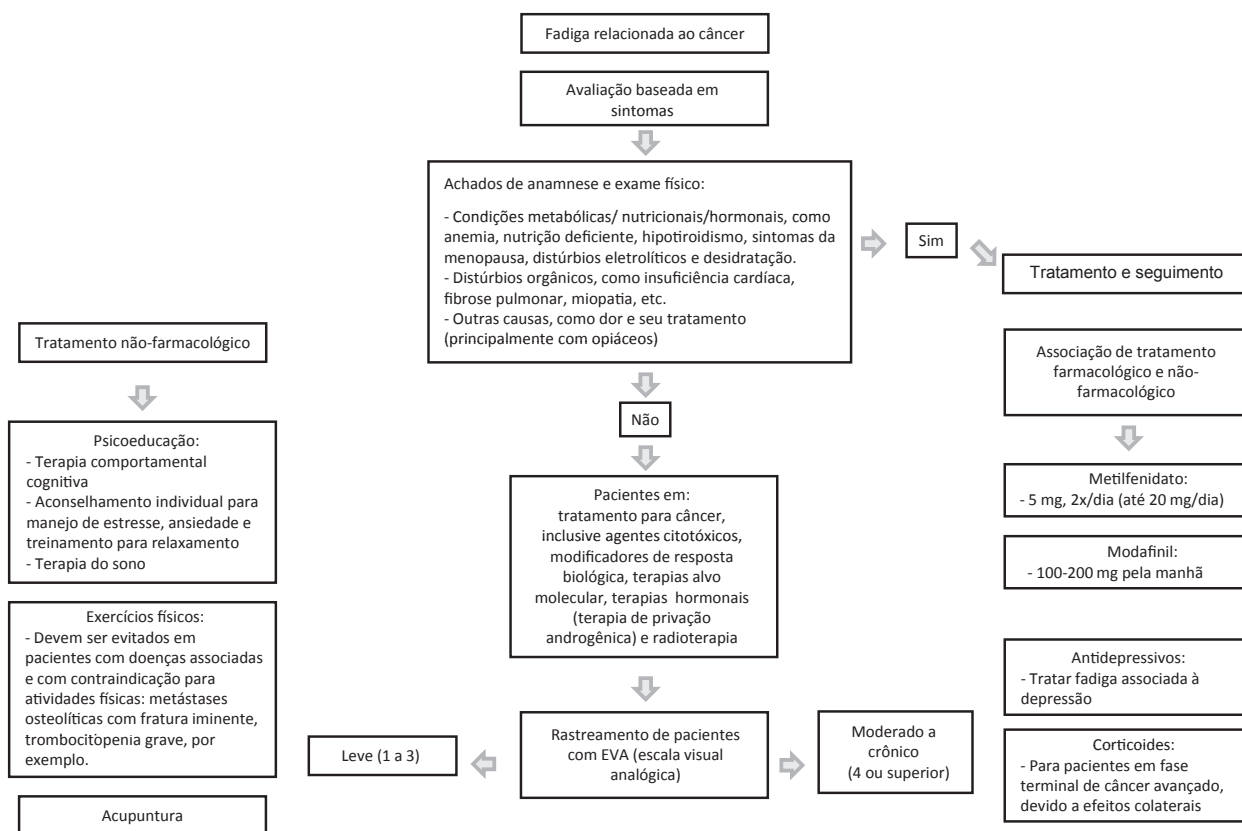 Fadiga relacionada ao câncer
Avaliação baseada em
sintomas
Achados de anamnese e exame físico:
- Condições metabólicas/ nutricionais/hormonais, como
anemia, nutrição deficiente, hipotiroidismo, sintomas da
menopausa, distúrbios eletrolíticos e desidratação.
- Distúrbios orgânicos, como insuficiência cardíaca,
fibrose pulmonar, miopatia, etc.
- Outras causas, como dor e seu tratamento
(principalmente com opiáceos)
Sim
Tratamento e seguimento
Não
Pacientes em:
tratamento para câncer,
inclusive agentes citotóxicos,
modificadores de resposta
biológica, terapias alvo
molecular, terapias hormonais
(terapia de privação
androgênica) e radioterapia
Rastreamento de pacientes
com EVA (escala visual
analógica)
Leve (1 a 3)
Moderado a
crônico
(4 ou superior)
Tratamento não-farmacológico
Psicoeducação:
- Terapia comportamental
cognitiva
- Aconselhamento individual para
manejo de estresse, ansiedade e
treinamento para relaxamento
- Terapia do sono
Exercícios físicos:
- Devem ser evitados em
pacientes com doenças associadas
e com contraindicação para
atividades físicas: metástases
osteolíticas com fratura iminente,
trombocitopenia grave, por
exemplo.
Acupuntura
Associação de tratamento
farmacológico e não-
farmacológico
Metilfenidato:
- 5 mg, 2x/dia (até 20 mg/dia)
Modafinil:
- 100-200 mg pela manhã
Antidepressivos:
- Tratar fadiga associada à
depressão
Corticoides:
- Para pacientes em fase
terminal de câncer avançado,
devido a efeitos colaterais